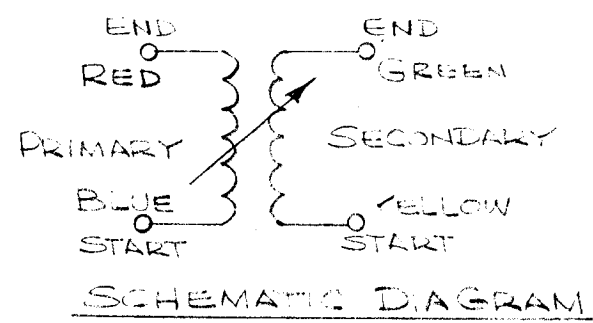 END END
RED GREEN
PRIMARY SECONDARY
BLUE YELLOW
START START
SCHEMATIC DIAGRAM